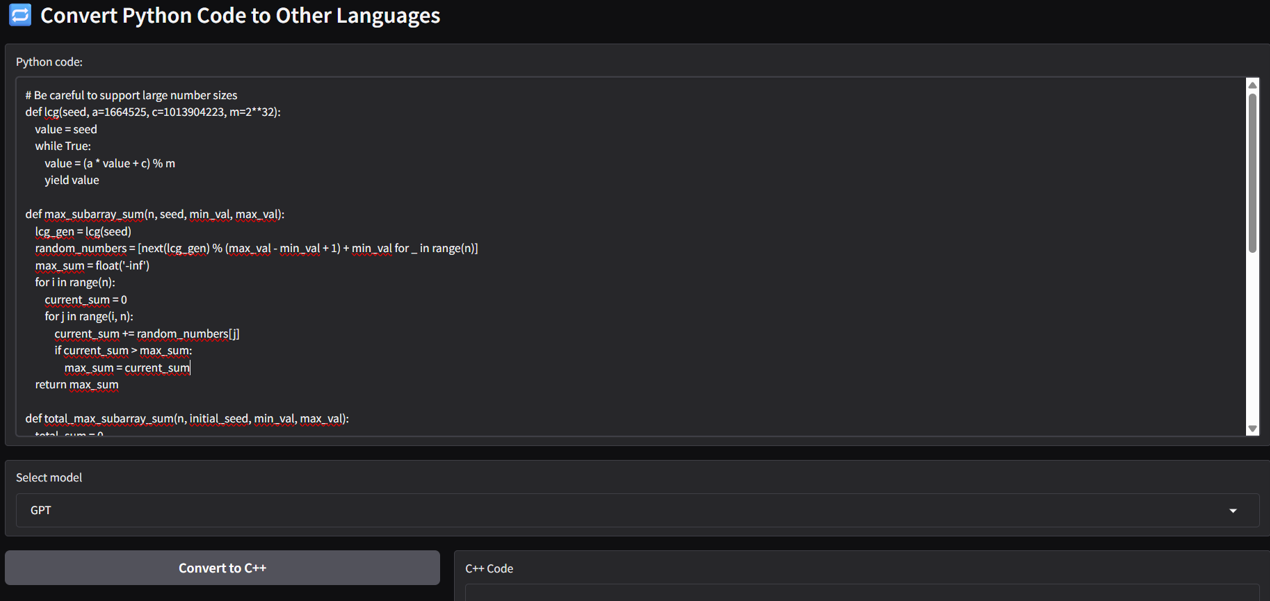 Convert Python Code to Other Languages
Python code:
# Be careful to support large number sizes
def lcg(seed, a=1664525, c=1013904223, m=2**32):
    value = seed
    while True:
        value = (a * value + c) % m
        yield value

def max_subarray_sum(n, seed, min_val, max_val):
    lcg_gen = lcg(seed)
    random_numbers = [next(lcg_gen) % (max_val - min_val + 1) + min_val for _ in range(n)]
    max_sum = float('-inf')
    for i in range(n):
        current_sum = 0
        for j in range(i, n):
            current_sum += random_numbers[j]
            if current_sum > max_sum:
                max_sum = current_sum
    return max_sum

def total_max_subarray_sum(n, initial_seed, min_val, max_val):
    total_sum = 0
Select model
GPT
Convert to C++
C++ Code